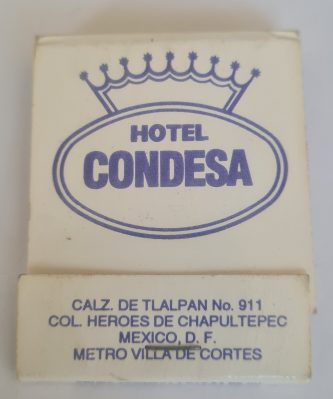 HOTEL
CONDESA
CALZ. DE TLALPAN No. 911
COL. HEROES DE CHAPULTEPEC
MEXICO, D. F.
METRO VILLA DE CORTES